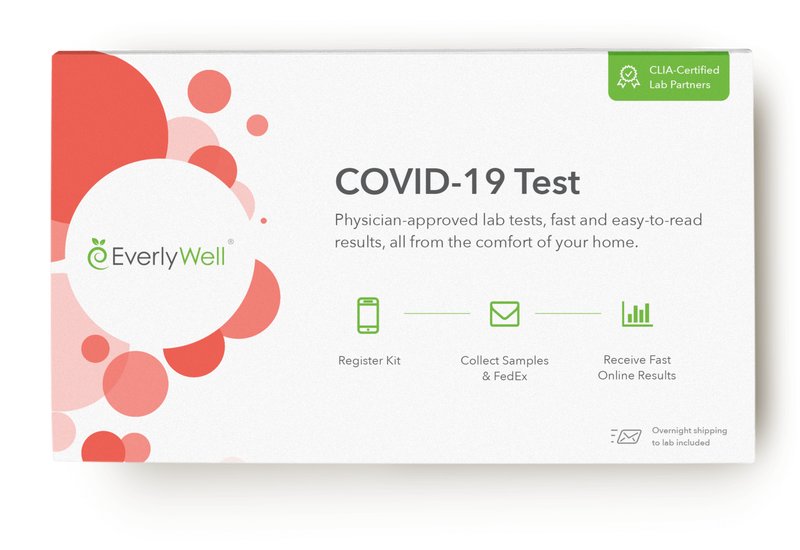 CLIA-Certified
Lab Partners
EverlyWell®
COVID-19 Test
Physician-approved lab tests, fast and easy-to-read
results, all from the comfort of your home.
Register Kit
Collect Samples
& FedEx
Receive Fast
Online Results
Overnight shipping
to lab included